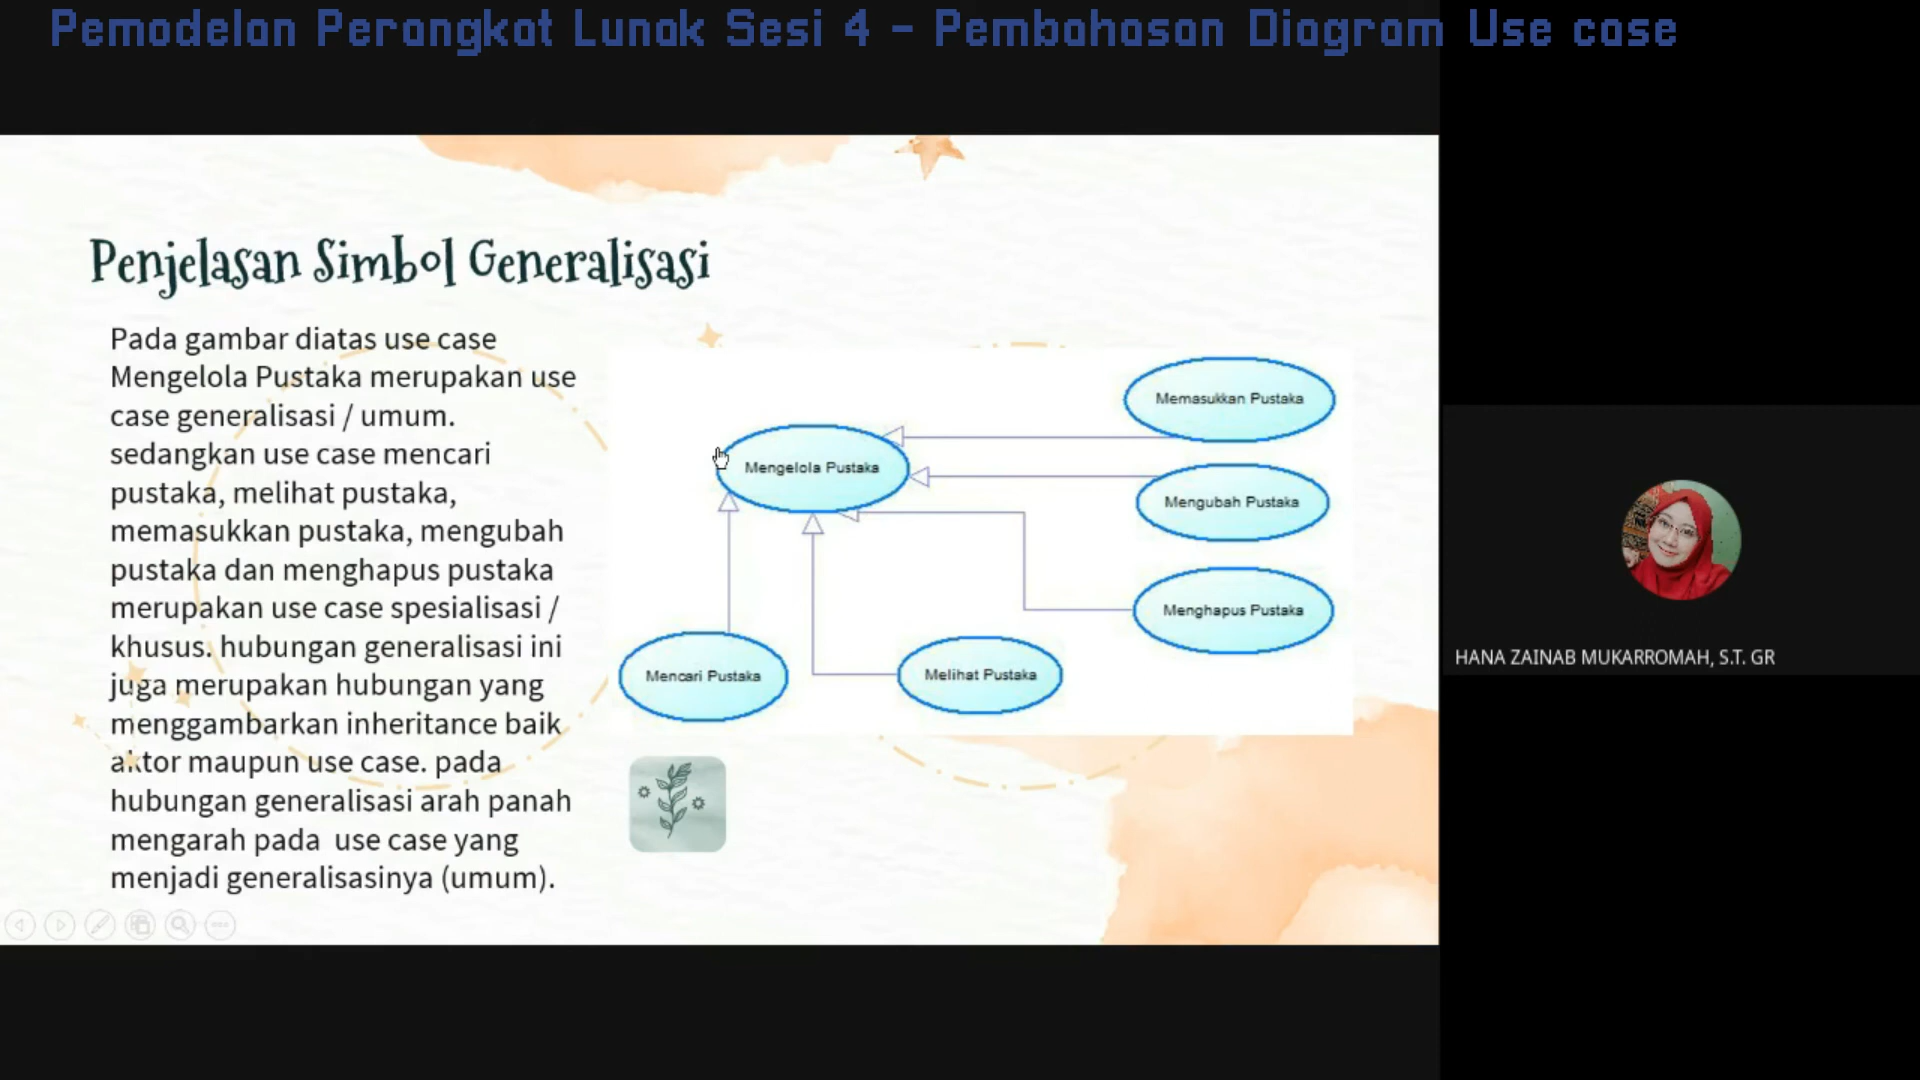 Pemodelan Perangkat Lunak Sesi 4 - Pembahasan Diagram Use case
Penjelasan Simbol Generalisasi
Pada gambar diatas use case
Mengelola Pustaka merupakan use
case generalisasi / umum.
sedangkan use case mencari
pustaka, melihat pustaka,
memasukkan pustaka, mengubah
pustaka dan menghapus pustaka
merupakan use case spesialisasi /
khusus. hubungan generalisasi ini
juga merupakan hubungan yang
menggambarkan inheritance baik
aktor maupun use case. pada
hubungan generalisasi arah panah
mengarah pada  use case yang
menjadi generalisasinya (umum).
Memasukkan Pustaka
Mengelola Pustaka
Mengubah Pustaka
Menghapus Pustaka
Mencari Pustaka
Melihat Pustaka
HANA ZAINAB MUKARROMAH, S.T. GR